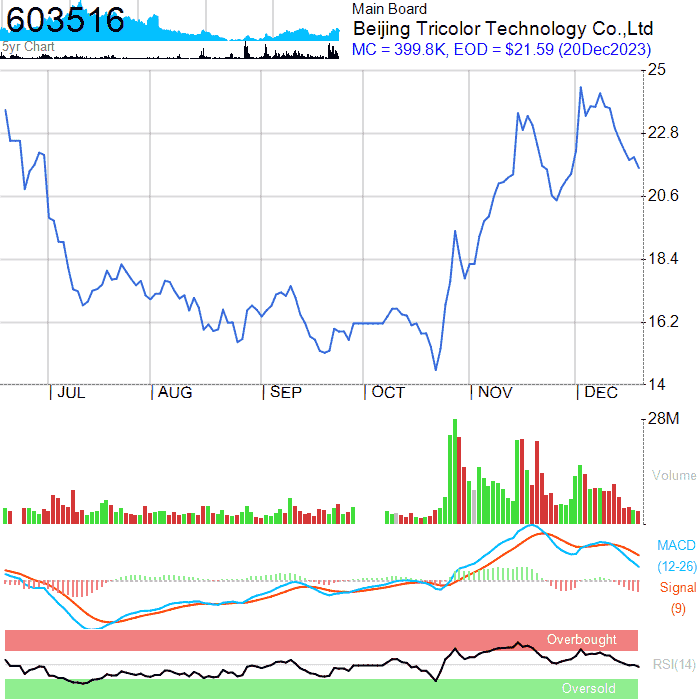 603516
5yr Chart
Main Board
Beijing Tricolor Technology Co.,Ltd
MC = 399.8K, EOD = $21.59 (20Dec2023)
25
22.8
20.6
18.4
16.2
14
JUL
AUG
SEP
OCT
NOV
DEC
28M
Volume
MACD
(12-26)
Signal
(9)
Overbought
RSI(14)
Oversold